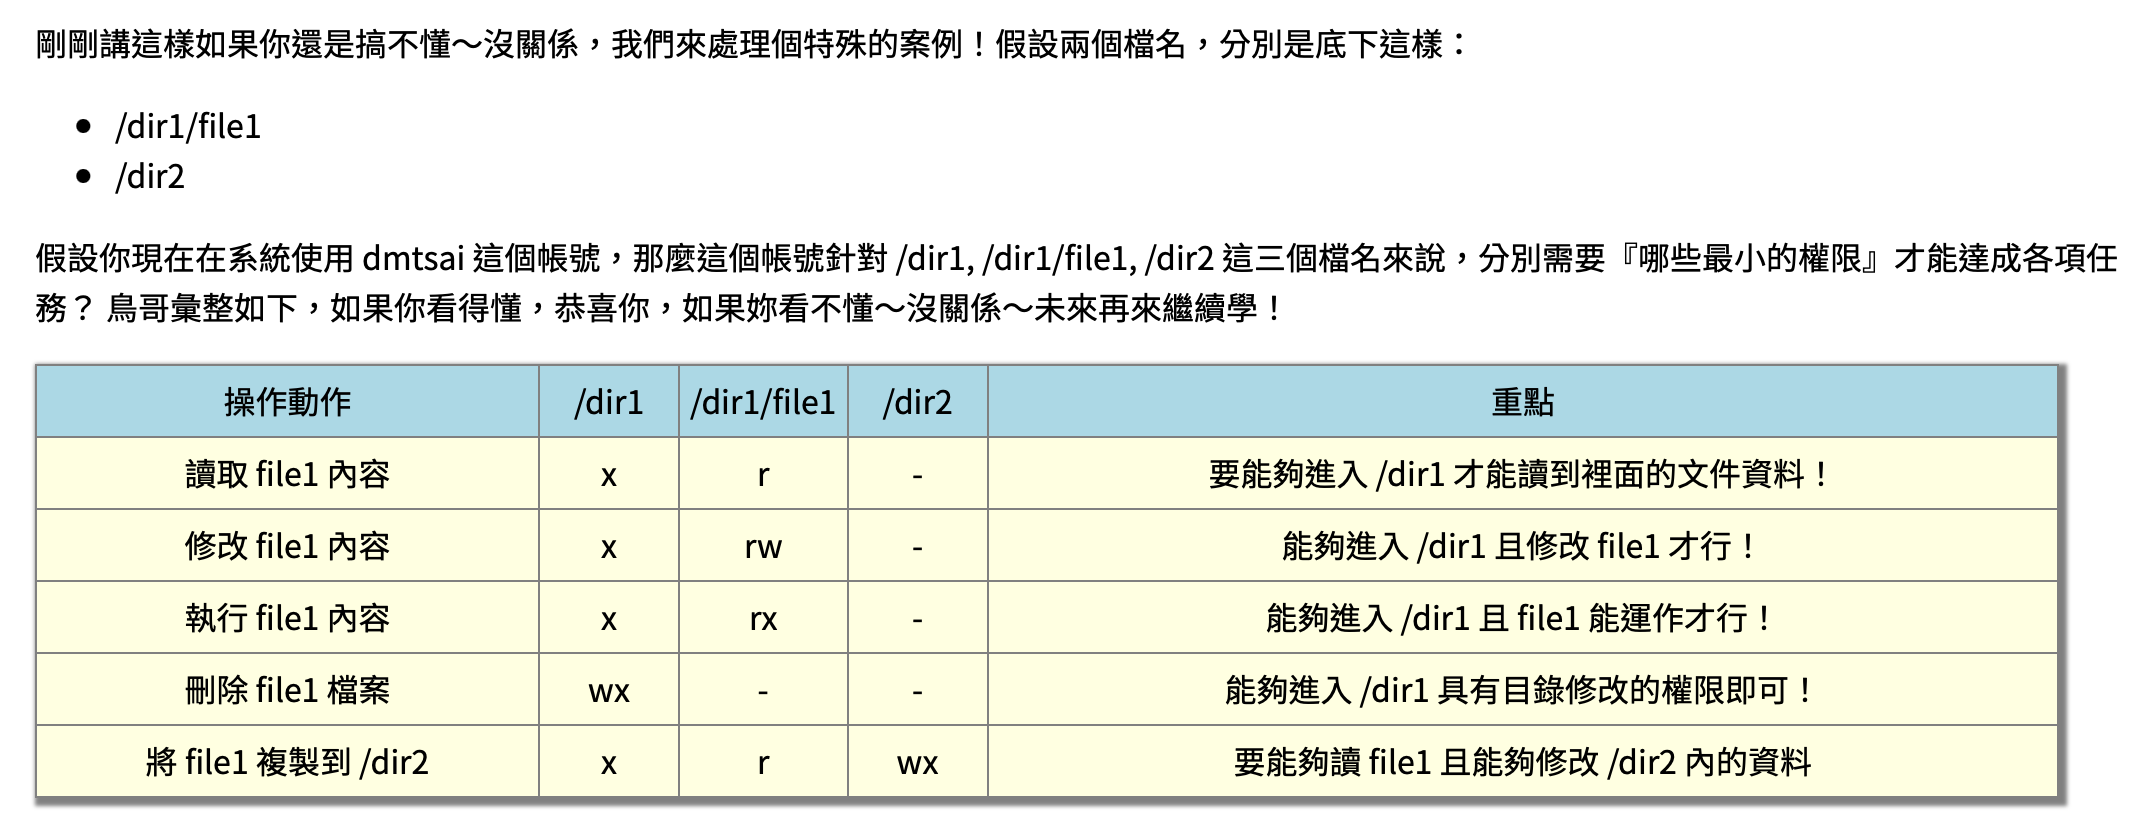 剛剛講這樣如果你還是搞不懂～沒關係，我們來處理個特殊的案例！假設兩個檔名，分別是底下這樣：
/dir1/file1
/dir2
假設你現在在系統使用 dmtsai 這個帳號，那麼這個帳號針對 /dir1, /dir1/file1, /dir2 這三個檔名來說，分別需要『哪些最小的權限』才能達成各項任
務？ 鳥哥彙整如下，如果你看得懂，恭喜你，如果妳看不懂～沒關係～未來再來繼續學！
操作動作 /dir1 /dir1/file1 /dir2 重點
讀取 file1 內容 x r - 要能夠進入 /dir1 才能讀到裡面的文件資料！
修改 file1 內容 x rw - 能夠進入 /dir1 且修改 file1 才行！
執行 file1 內容 x rx - 能夠進入 /dir1 且 file1 能運作才行！
刪除 file1 檔案 wx - - 能夠進入 /dir1 具有目錄修改的權限即可！
將 file1 複製到 /dir2 x r wx 要能夠讀 file1 且能夠修改 /dir2 內的資料